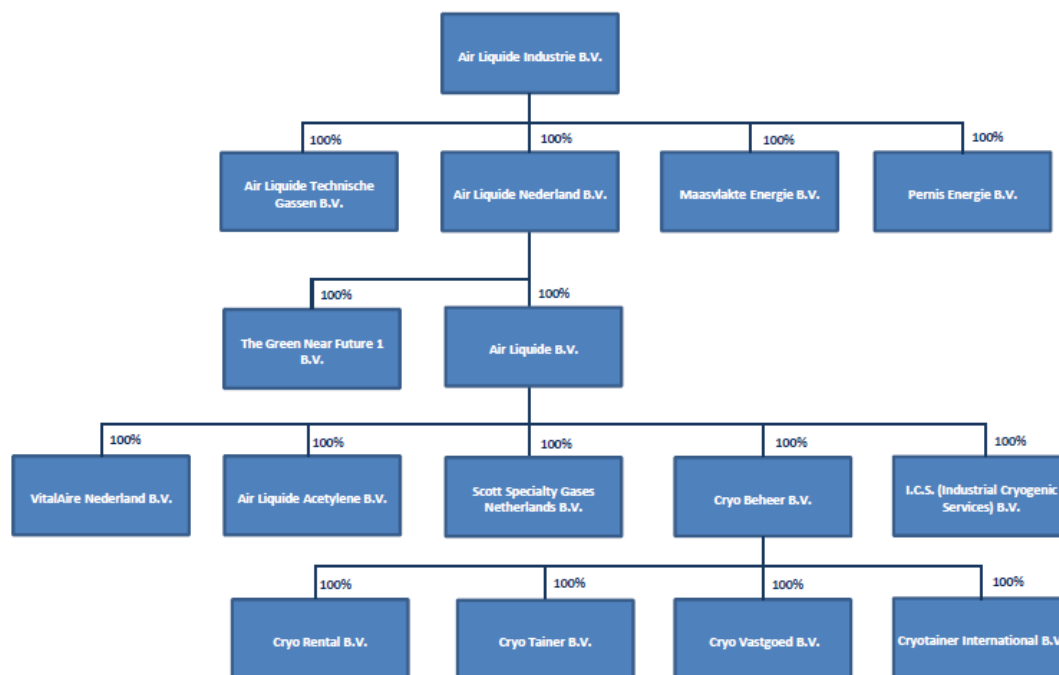 Air Liquide Industrie B.V.
100%
100%
100%
100%
Air Liquide Technische
Gassen B.V.
Air Liquide Nederland B.V.
Maasvlakte Energie B.V.
Pernis Energie B.V.
100%
100%
The Green Near Future 1
B.V.
Air Liquide B.V.
100%
100%
100%
100%
100%
VitalAire Nederland B.V.
Air Liquide Acetylene B.V.
Scott Specialty Gases
Netherlands B.V.
Cryo Beheer B.V.
I.C.S. (Industrial Cryogenic
Services) B.V.
100%
100%
100%
100%
Cryo Rental B.V.
Cryo Tainer B.V.
Cryo Vastgoed B.V.
Cryotainer International B.V.